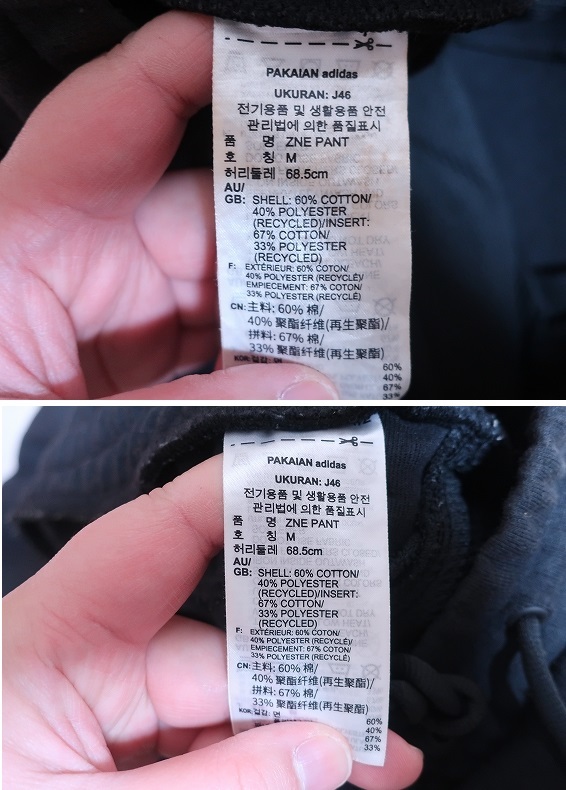 PAKAIAN adidas
UKURAN: J46
전기용품 및 생활용품 안전
관리법에 의한 품질표시
품 명 ZNE PANT
호 칭 M
허리둘레 68.5cm
AU/
GB: SHELL: 60% COTTON/
40% POLYESTER
(RECYCLED)/INSERT:
67% COTTON/
33% POLYESTER
(RECYCLED)
F: EXTÉRIEUR: 60% COTON/
40% POLYESTER (RECYCLÉ)/
EMPIECEMENT: 67% COTON/
33% POLYESTER (RECYCLÉ)
CN: 主料: 60% 棉/
40% 聚酯纤维(再生聚酯)/
拼料: 67% 棉/
33% 聚酯纤维(再生聚酯)
KOR: 겉감: 면 60%
40%
67%
33%
PAKAIAN adidas
UKURAN: J46
전기용품 및 생활용품 안전
관리법에 의한 품질표시
품 명 ZNE PANT
호 칭 M
허리둘레 68.5cm
AU/
GB: SHELL: 60% COTTON/
40% POLYESTER
(RECYCLED)/INSERT:
67% COTTON/
33% POLYESTER
(RECYCLED)
F: EXTÉRIEUR: 60% COTON/
40% POLYESTER (RECYCLÉ)/
EMPIECEMENT: 67% COTON/
33% POLYESTER (RECYCLÉ)
CN: 主料: 60% 棉/
40% 聚酯纤维(再生聚酯)/
拼料: 67% 棉/
33% 聚酯纤维(再生聚酯)
KOR: 겉감: 면 60%
40%
67%
33%